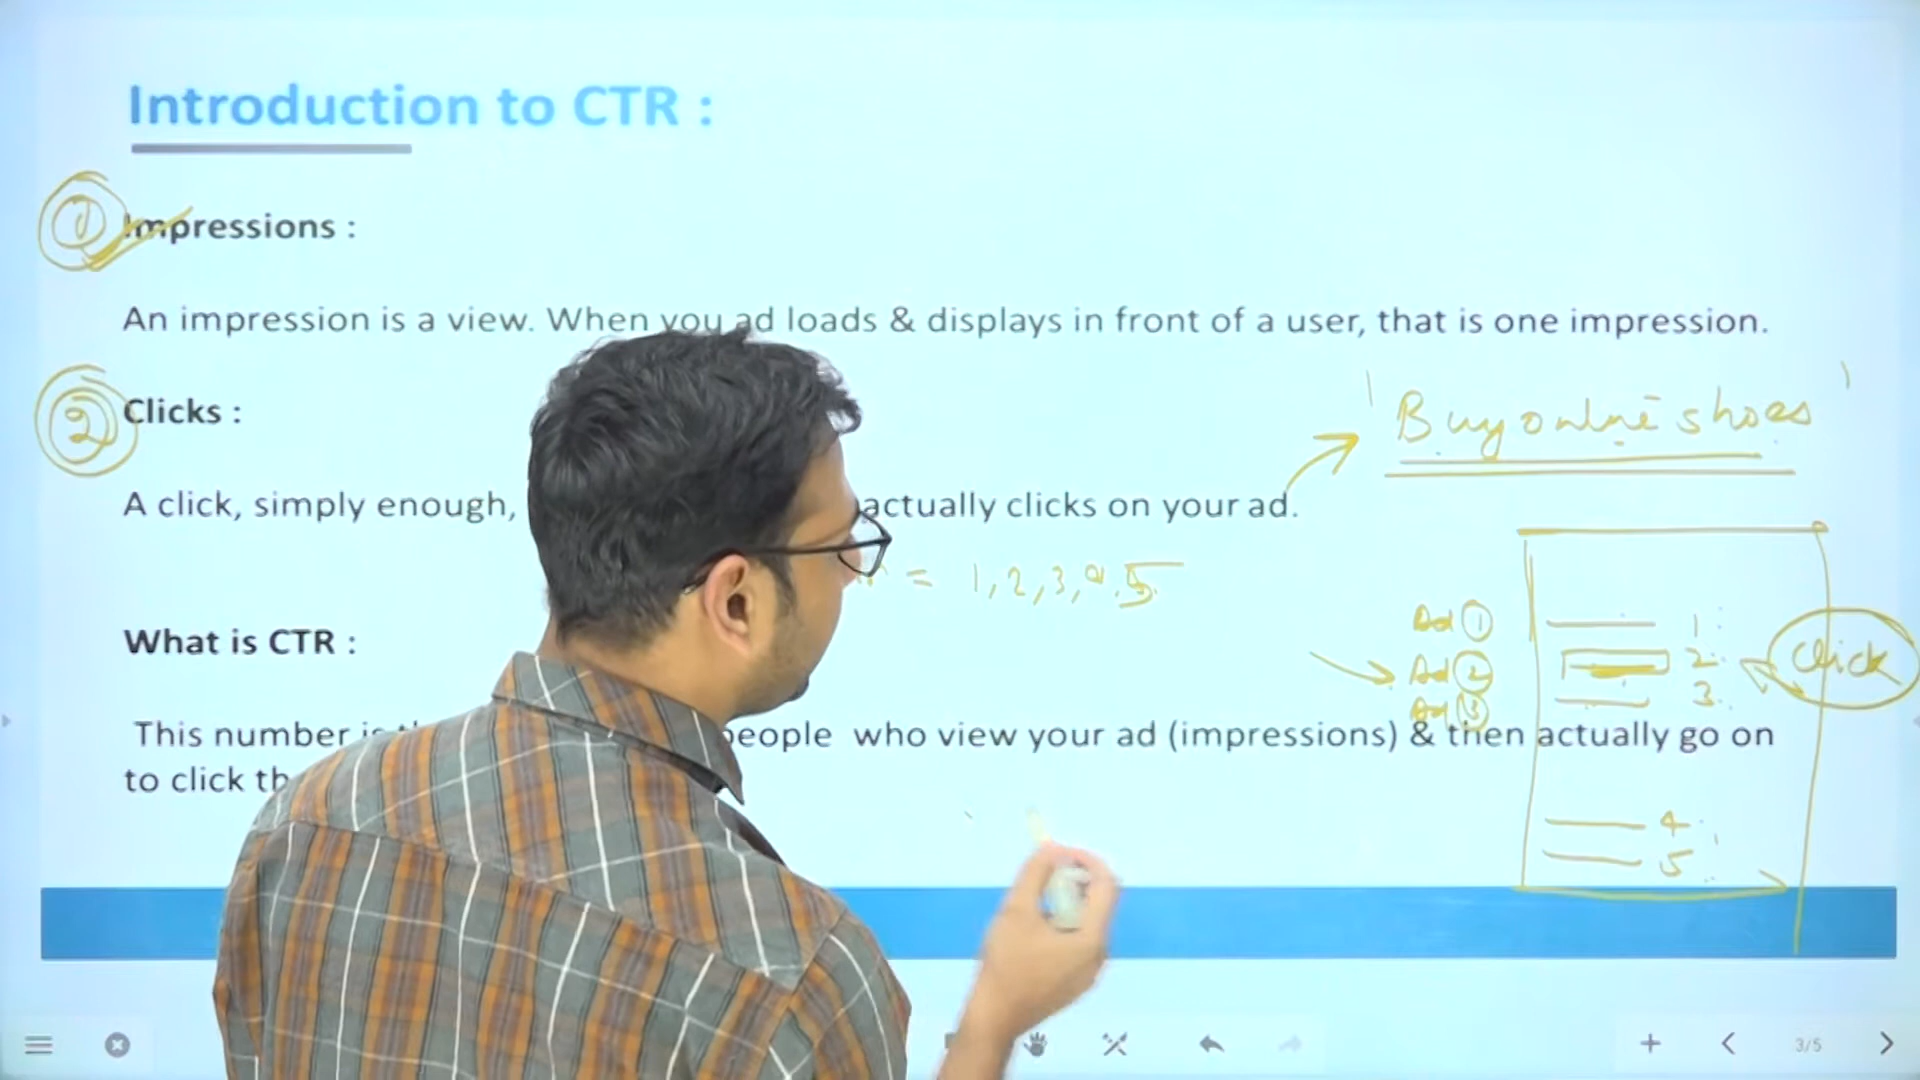 Introduction to CTR :
1 Impressions :
An impression is a view. When you ad loads & displays in front of a user, that is one impression.
2 Clicks :
' Buy online shoes '
A click, simply enough, actually clicks on your ad.
= 1,2,3,4,5
Ad 1 1
What is CTR :
Ad 2 2 Click
Ad 3 3
This number people who view your ad (impressions) & then actually go on
to click
4
5
3/5